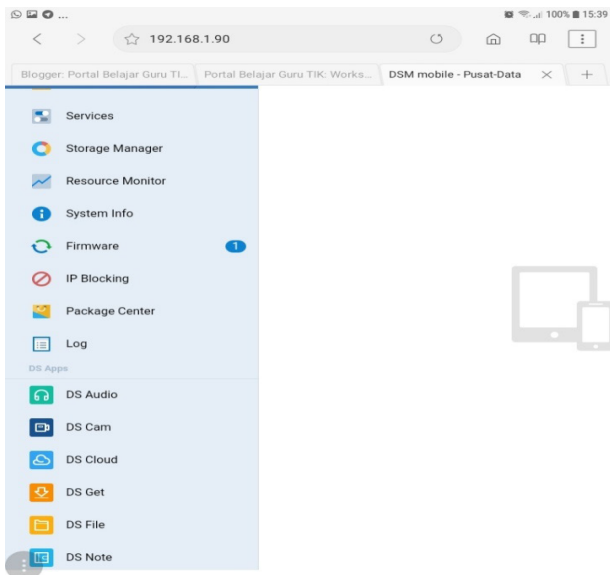 ... 100% 15:39
192.168.1.90
Blogger: Portal Belajar Guru TI... Portal Belajar Guru TIK: Works... DSM mobile - Pusat-Data
Services
Storage Manager
Resource Monitor
System Info
Firmware 1
IP Blocking
Package Center
Log
DS Apps
DS Audio
DS Cam
DS Cloud
DS Get
DS File
DS Note